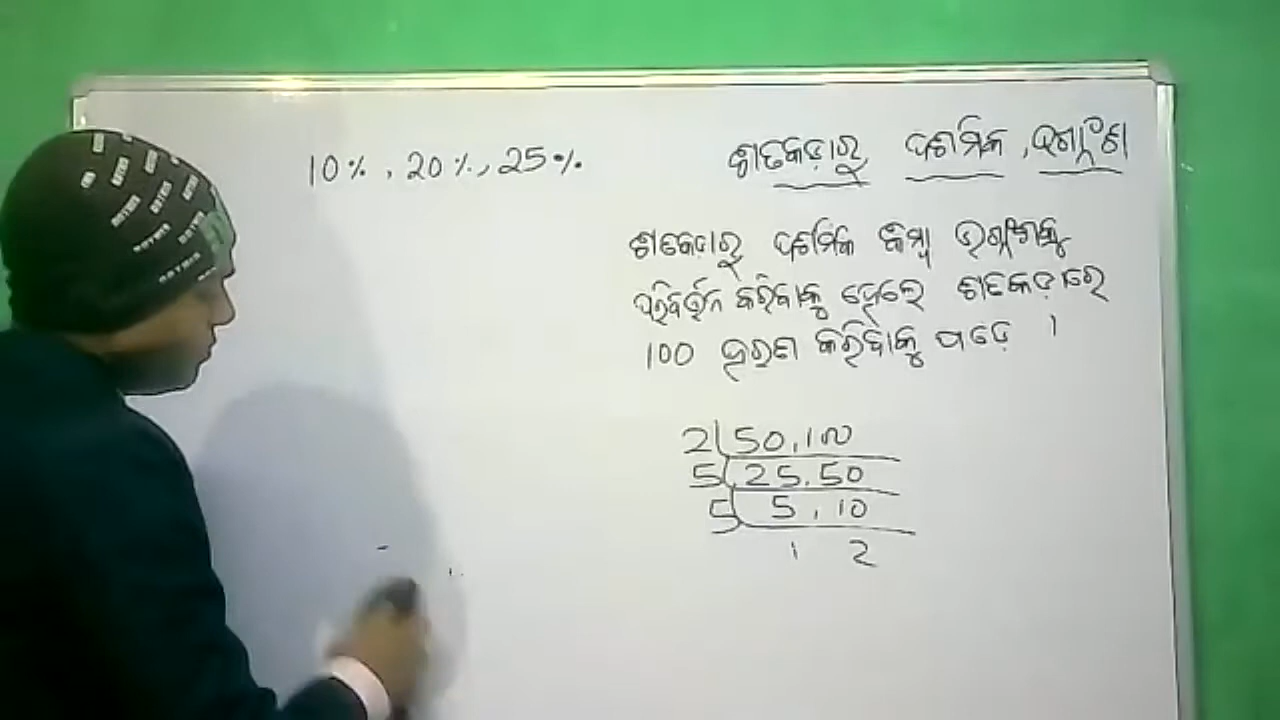 10%, 20%, 25%
ଶତକଡ଼ାରୁ ଦଶମିକ, ଭଗ୍ନାଂଶ
ଶତକଡ଼ାରୁ ଦଶମିକ କିମ୍ବା ଭଗ୍ନାଂଶକୁ
ପରିବର୍ତ୍ତନ କରିବାକୁ ହେଲେ ଶତକଡ଼ାରେ
100 ହରଣ କରିବାକୁ ପଡେ଼ ।
2 50, 100
5 25, 50
5 5, 10
1 2